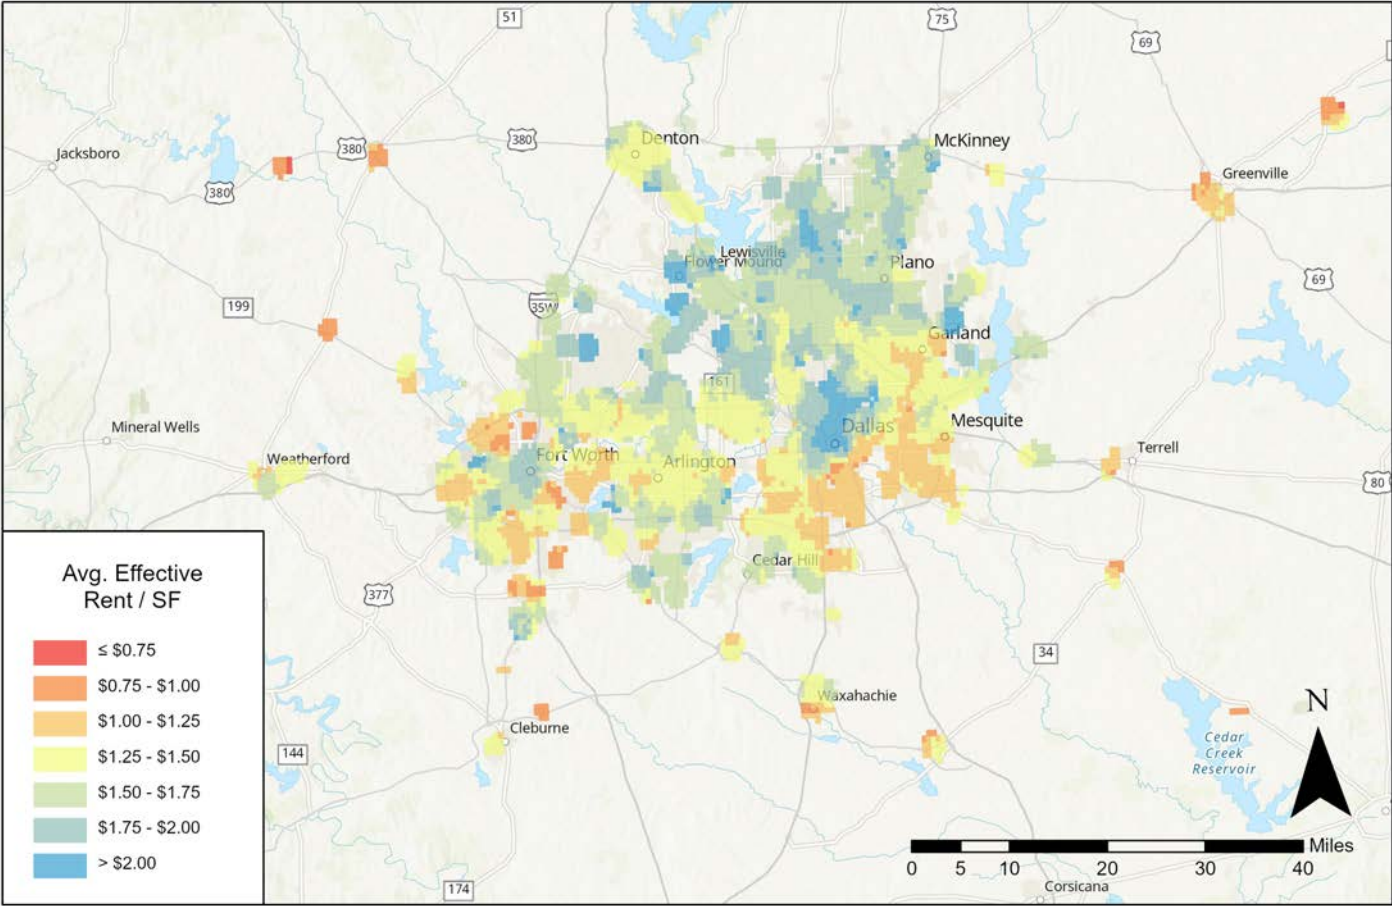 51
75
69
Denton
McKinney
380
380
Jacksboro
Greenville
380
Lewisville
Flower Mound
Plano
69
199
35W
Garland
161
Mineral Wells
Dallas
Mesquite
Weatherford
Fort Worth
Arlington
Terrell
80
Cedar Hill
377
Avg. Effective
Rent / SF
≤ $0.75
$0.75 - $1.00
$1.00 - $1.25
$1.25 - $1.50
$1.50 - $1.75
$1.75 - $2.00
> $2.00
34
Waxahachie
Cleburne
144
Cedar
Creek
Reservoir
N
Miles
0 5 10 20 30 40
174
Corsicana